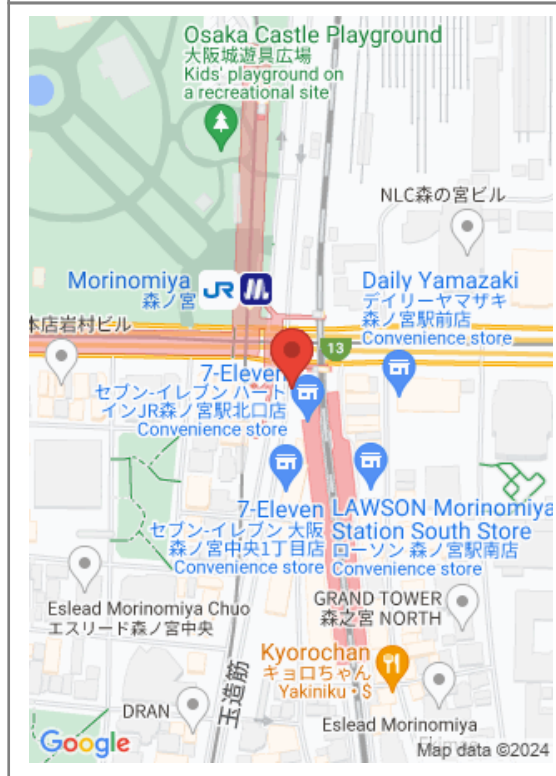 Osaka Castle Playground
大阪城遊具広場
Kids' playground on
a recreational site
NLC森の宮ビル
Morinomiya
森ノ宮
JR
Daily Yamazaki
デイリーヤマザキ
森ノ宮駅前店
Convenience store
本店岩村ビル
13
7-Eleven
セブン-イレブン ハート
インJR森ノ宮駅北口店
Convenience store
7-Eleven
セブン-イレブン 大阪
森ノ宮中央1丁目店
Convenience store
LAWSON Morinomiya
Station South Store
ローソン 森ノ宮駅南店
Convenience store
Eslead Morinomiya Chuo
エスリード森ノ宮中央
GRAND TOWER
森之宮 NORTH
Kyorochan
キョロちゃん
Yakiniku・$
玉造筋
DRAN
Eslead Morinomiya
Google
Map data ©2024